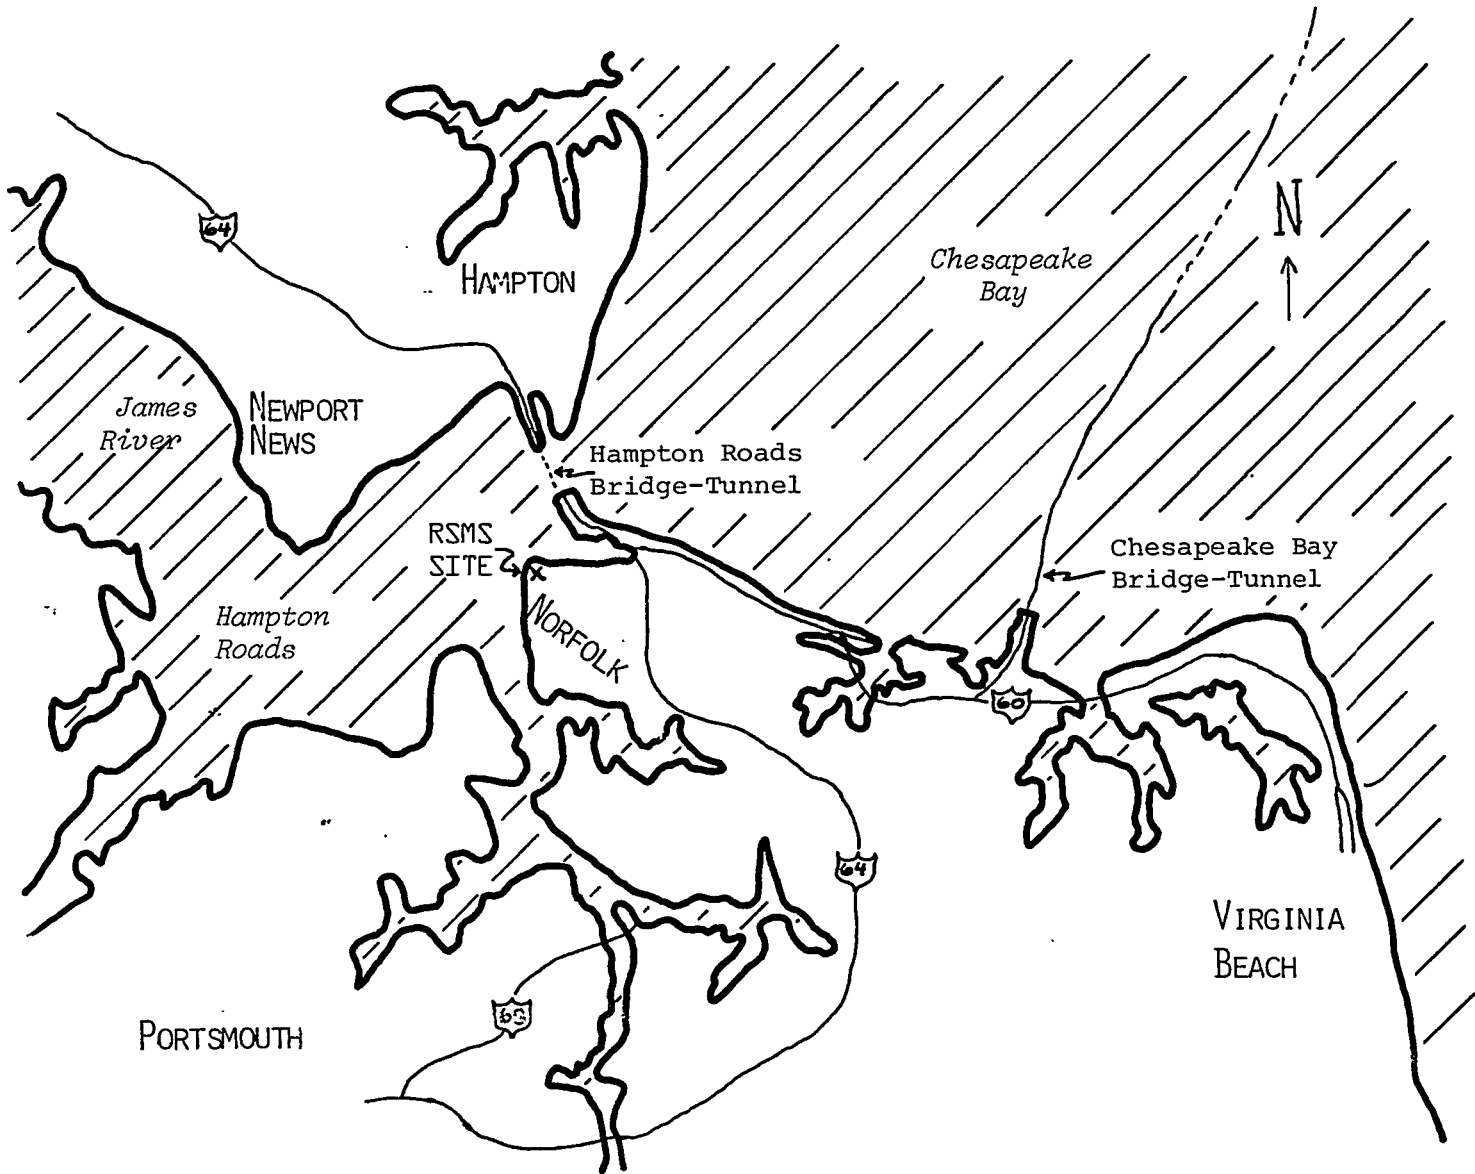 64
N
HAMPTON
Chesapeake
Bay
James
River
NEWPORT
NEWS
Hampton Roads
Bridge-Tunnel
RSMS
SITE
x
Chesapeake Bay
Bridge-Tunnel
Hampton
Roads
NORFOLK
60
64
VIRGINIA
BEACH
PORTSMOUTH